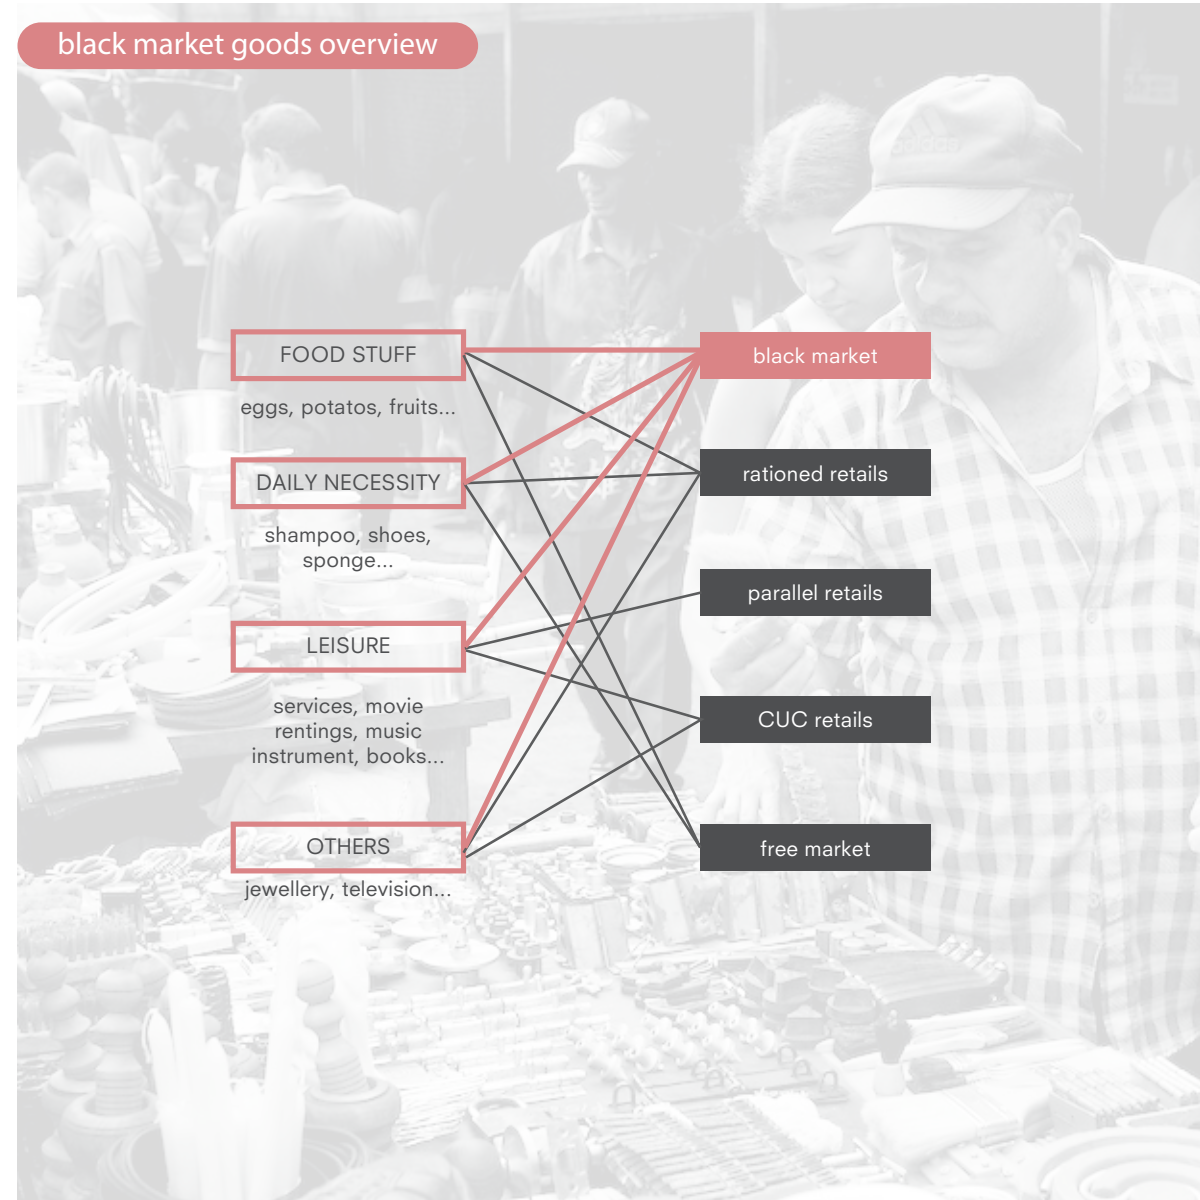 black market goods overview
adidas
FOOD STUFF
eggs, potatos, fruits...
DAILY NECESSITY
shampoo, shoes,
sponge...
LEISURE
services, movie
rentings, music
instrument, books...
OTHERS
jewellery, television...
black market
rationed retails
parallel retails
CUC retails
free market